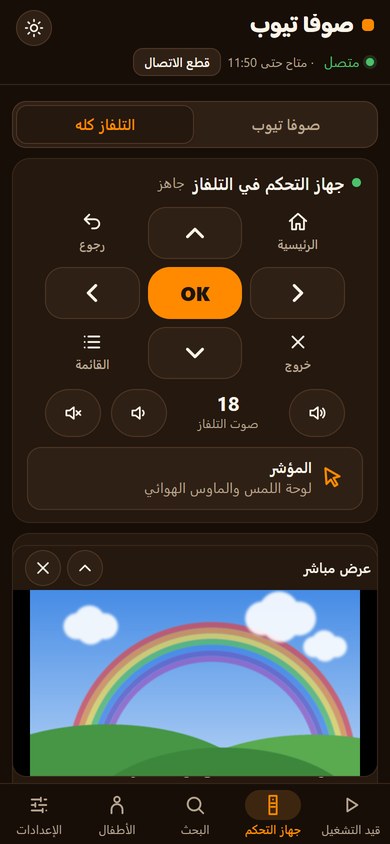 صوفا تيوب
متصل · متاح حتى 11:50 قطع الاتصال
صوفا تيوب
التلفاز كله
جهاز التحكم في التلفاز جاهز
الرئيسية
رجوع
OK
خروج
القائمة
18
صوت التلفاز
المؤشر
لوحة اللمس والماوس الهوائي
عرض مباشر
قيد التشغيل
جهاز التحكم
البحث
الأطفال
الإعدادات